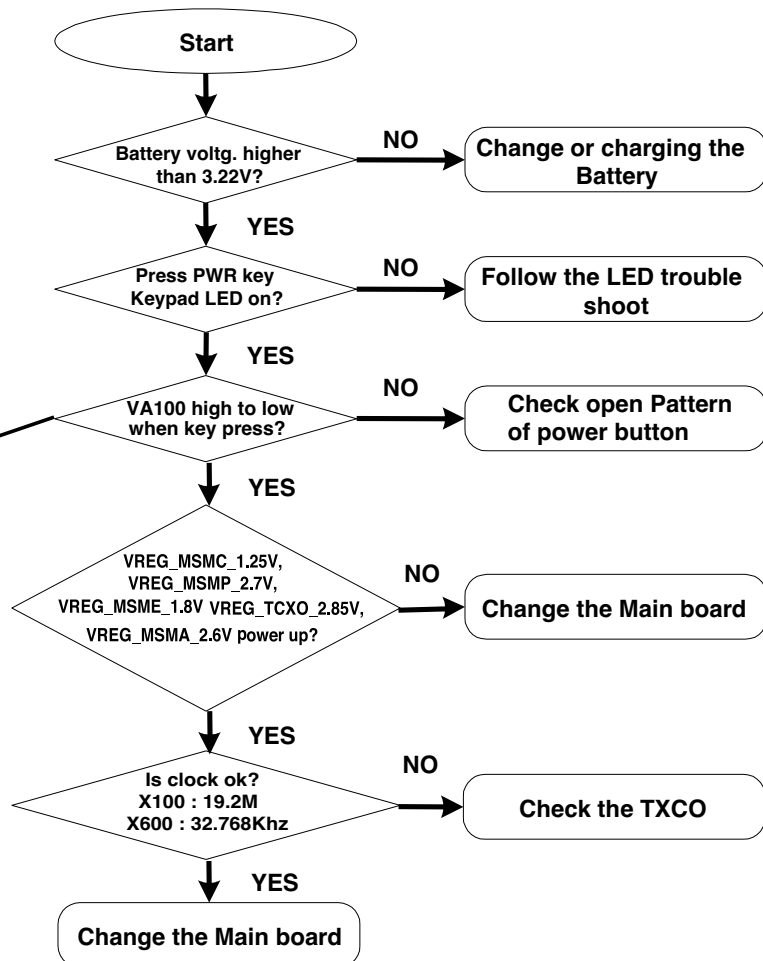 Start
Battery voltg. higher
than 3.22V?
NO
Change or charging the
Battery
YES
Press PWR key
Keypad LED on?
NO
Follow the LED trouble
shoot
YES
VA100 high to low
when key press?
NO
Check open Pattern
of power button
YES
VREG_MSMC_1.25V,
VREG_MSMP_2.7V,
VREG_MSME_1.8V VREG_TCXO_2.85V,
VREG_MSMA_2.6V power up?
NO
Change the Main board
YES
Is clock ok?
X100 : 19.2M
X600 : 32.768Khz
NO
Check the TXCO
YES
Change the Main board